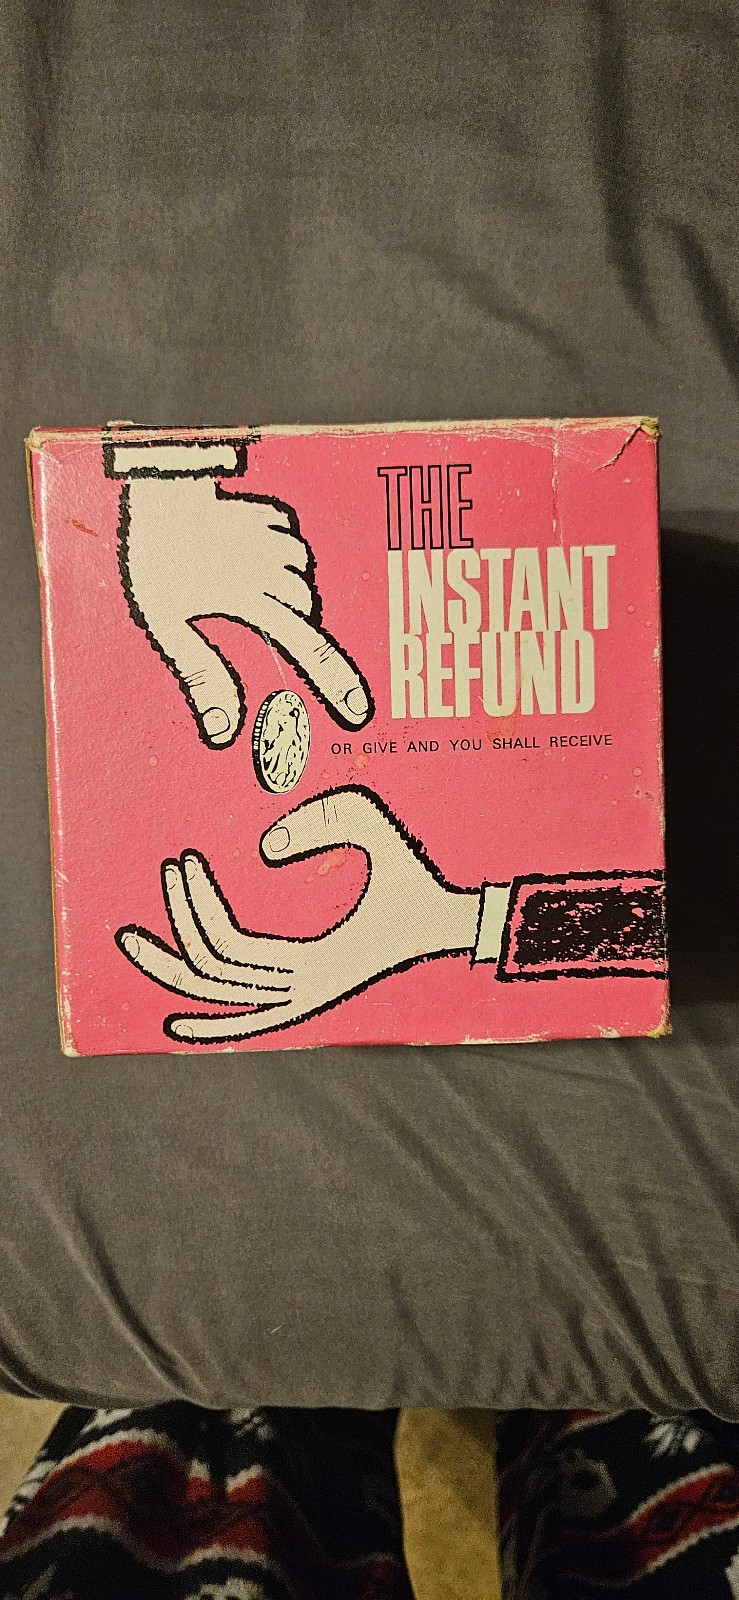 THE
INSTANT
REFUND
OR GIVE AND YOU SHALL RECEIVE